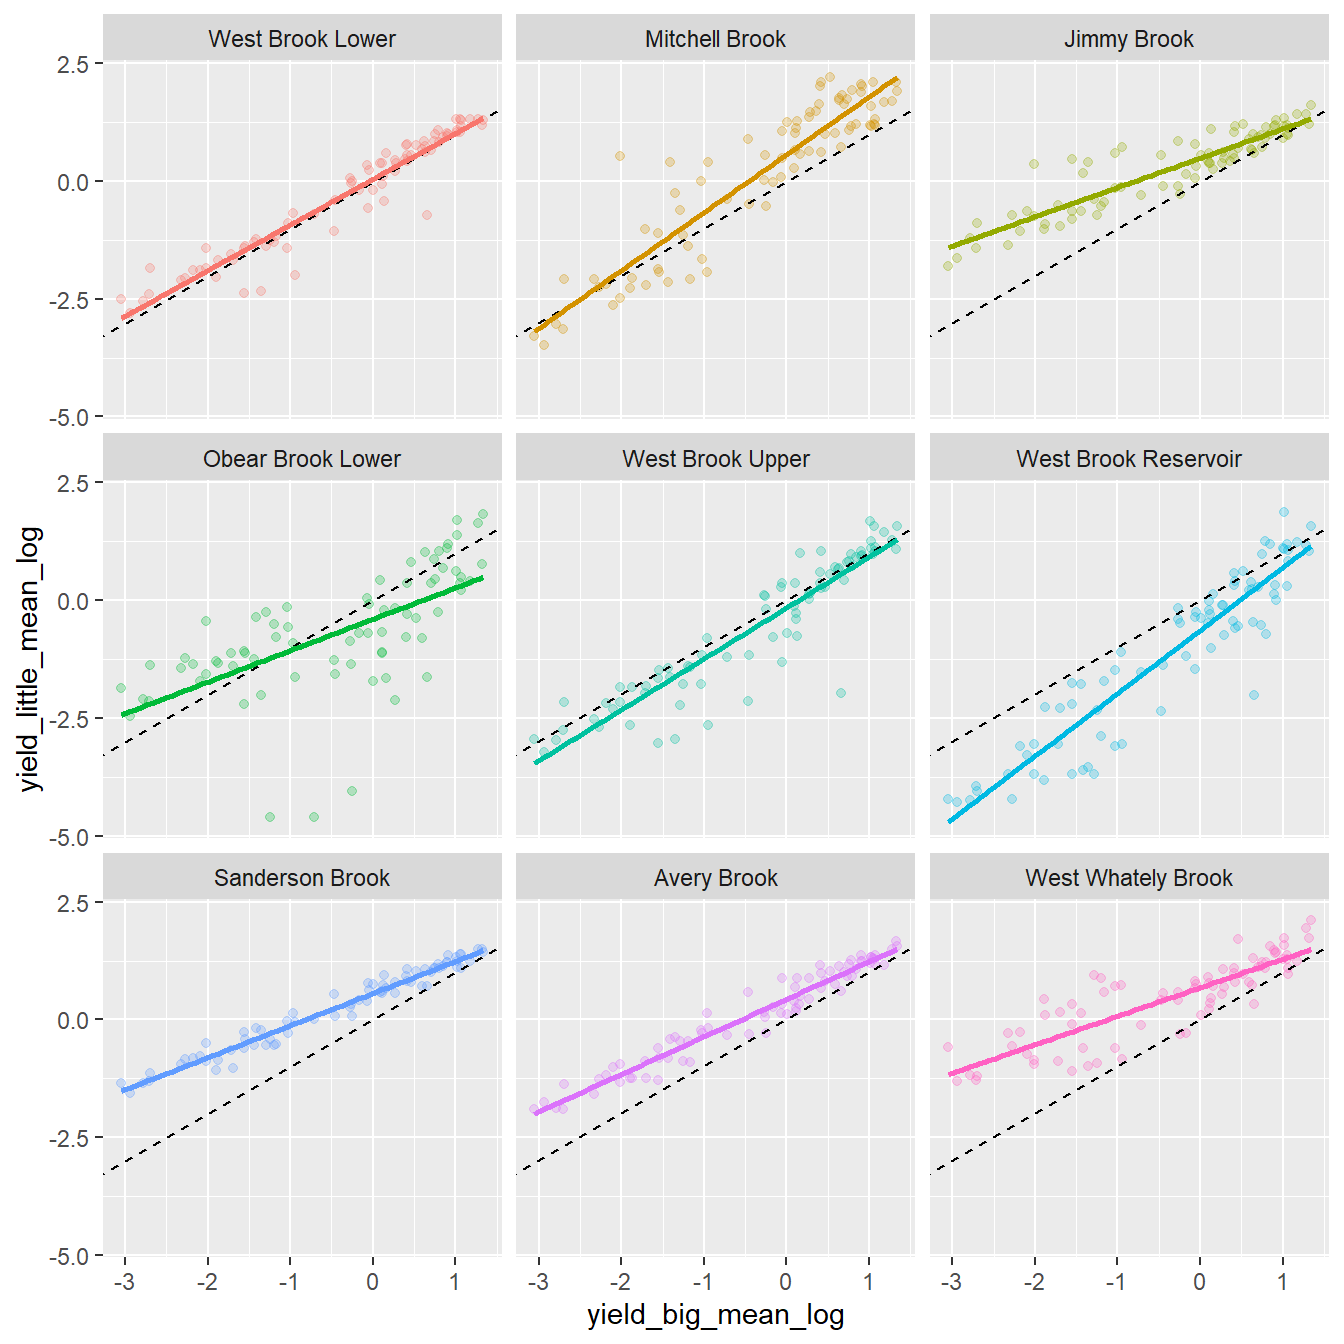 West Brook Lower
Mitchell Brook
Jimmy Brook
2.5
0.0
-2.5
-5.0
Obear Brook Lower
West Brook Upper
West Brook Reservoir
2.5
0.0
-2.5
-5.0
yield_little_mean_log
Sanderson Brook
Avery Brook
West Whately Brook
2.5
0.0
-2.5
-5.0
-3 -2 -1 0 1
-3 -2 -1 0 1
-3 -2 -1 0 1
yield_big_mean_log